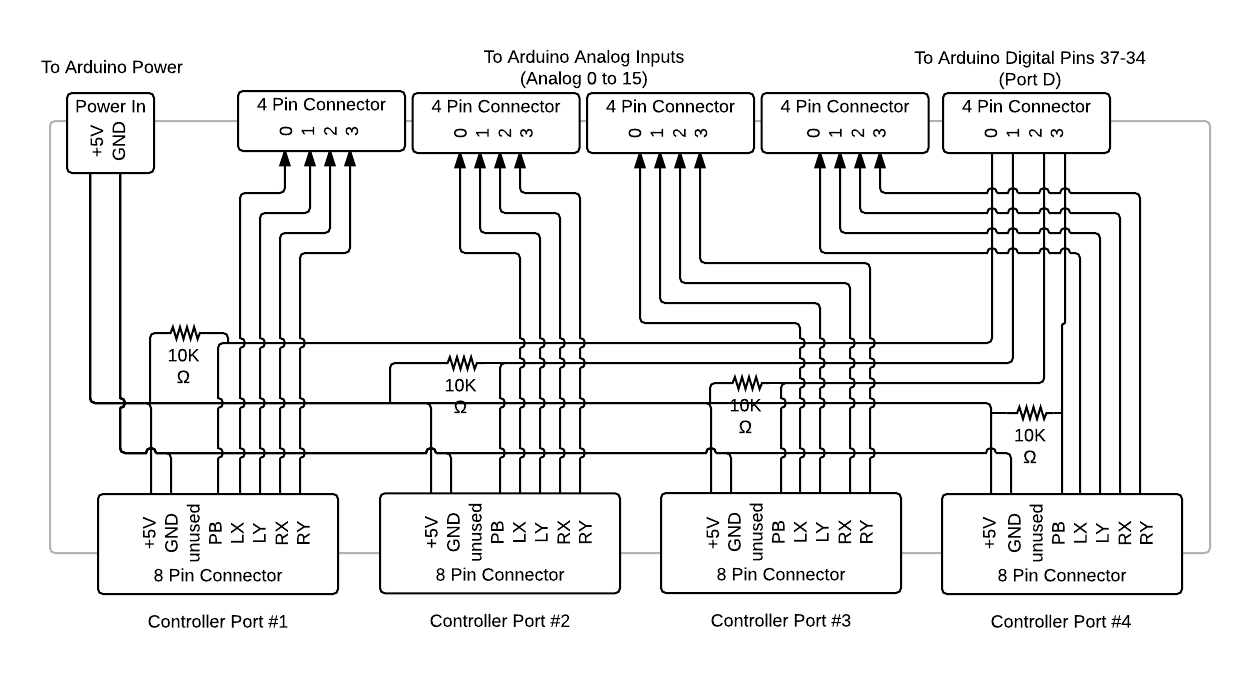 To Arduino Power
To Arduino Analog Inputs
(Analog 0 to 15)
To Arduino Digital Pins 37-34
(Port D)
Power In
+5V
GND
4 Pin Connector
0 1 2 3
4 Pin Connector
0 1 2 3
4 Pin Connector
0 1 2 3
4 Pin Connector
0 1 2 3
4 Pin Connector
0 1 2 3
10K
Ω
10K
Ω
10K
Ω
10K
Ω
+5V
GND
unused
PB
LX
LY
RX
RY
8 Pin Connector
+5V
GND
unused
PB
LX
LY
RX
RY
8 Pin Connector
+5V
GND
unused
PB
LX
LY
RX
RY
8 Pin Connector
+5V
GND
unused
PB
LX
LY
RX
RY
8 Pin Connector
Controller Port #1
Controller Port #2
Controller Port #3
Controller Port #4